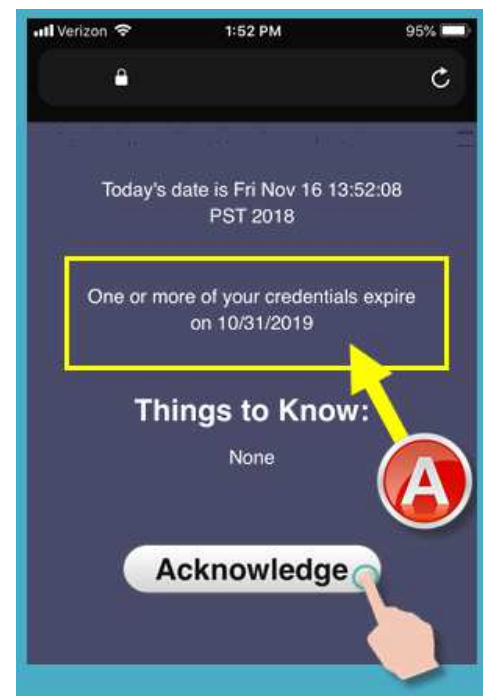 Verizon 1:52 PM 95%
Today's date is Fri Nov 16 13:52:08
PST 2018
One or more of your credentials expire
on 10/31/2019
Things to Know:
None
A
Acknowledge